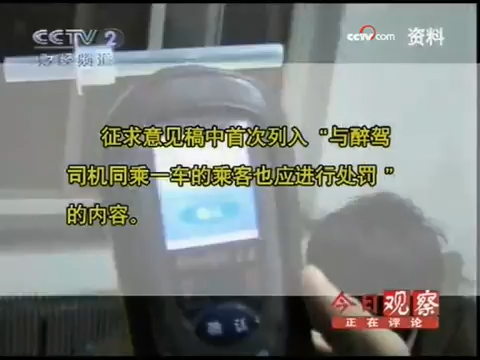 CCTV 2
CCTV.com 资料
财经频道
征求意见稿中首次列入“与醉驾
司机同乘一车的乘客也应进行处罚”
的内容。
确认
今日观察
正在评论